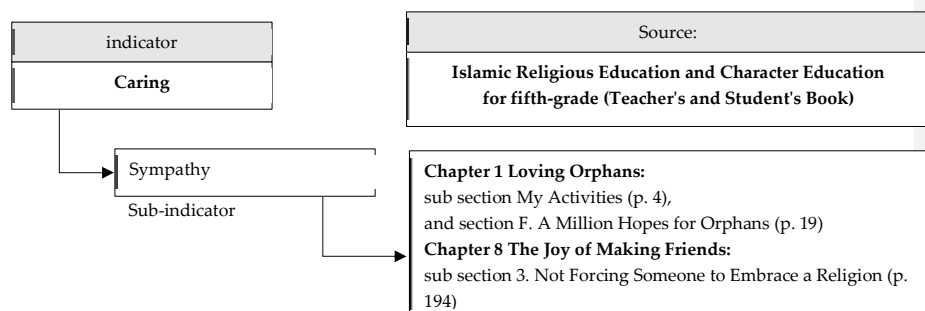 indicator
Caring
Source:
Islamic Religious Education and Character Education
for fifth-grade (Teacher's and Student's Book)
Sympathy
Sub-indicator
Chapter 1 Loving Orphans:
sub section My Activities (p. 4),
and section F. A Million Hopes for Orphans (p. 19)
Chapter 8 The Joy of Making Friends:
sub section 3. Not Forcing Someone to Embrace a Religion (p.
194)